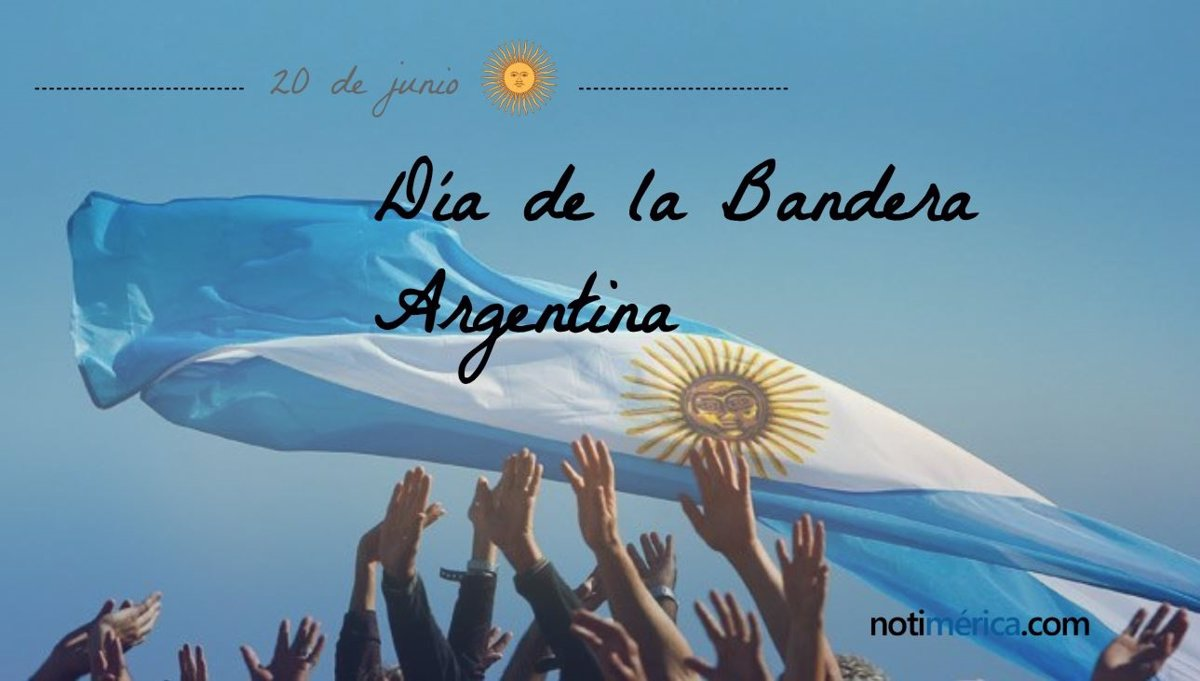 20 de junio
Día de la Bandera
Argentina
notimérica.com